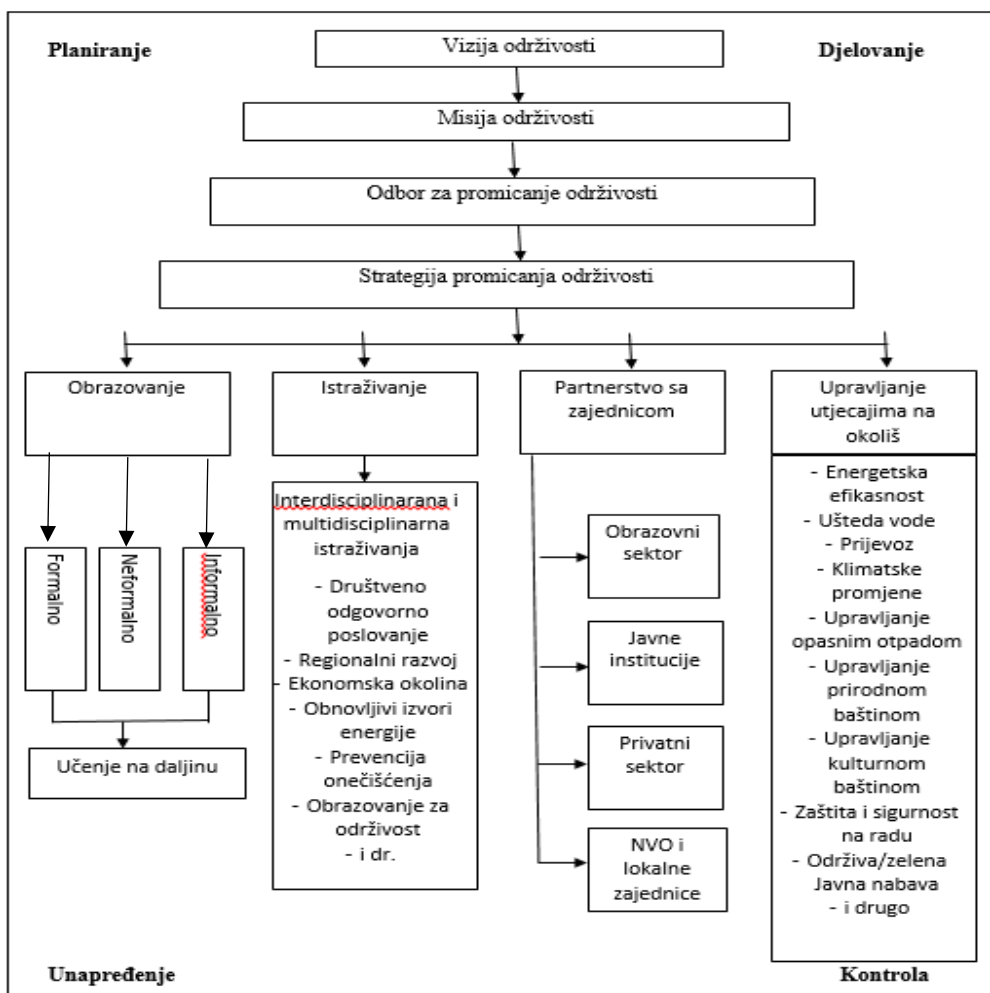 Planiranje
Vizija održivosti
Djelovanje
Misija održivosti
Odbor za promicanje održivosti
Strategija promicanja održivosti
Obrazovanje
Formalno
Neformalno
Informalno
Učenje na daljinu
Istraživanje
Interdisciplinarana i
multidisciplinarna
istraživanja
- Društveno
odgovorno
poslovanje
- Regionalni razvoj
- Ekonomska okolina
- Obnovljivi izvori
energije
- Prevencija
onečišćenja
- Obrazovanje za
održivost
- i dr.
Partnerstvo sa
zajednicom
Obrazovni
sektor
Javne
institucije
Privatni
sektor
NVO i
lokalne
zajednice
Upravljanje
utjecajima na
okoliš
- Energetska
efikasnost
- Ušteda vode
- Prijevoz
- Klimatske
promjene
- Upravljanje
opasnim otpadom
- Upravljanje
prirodnom
baštinom
- Upravljanje
kulturnom
baštinom
- Zaštita i sigurnost
na radu
- Održiva/zelena
Javna nabava
- i drugo
Unapređenje
Kontrola